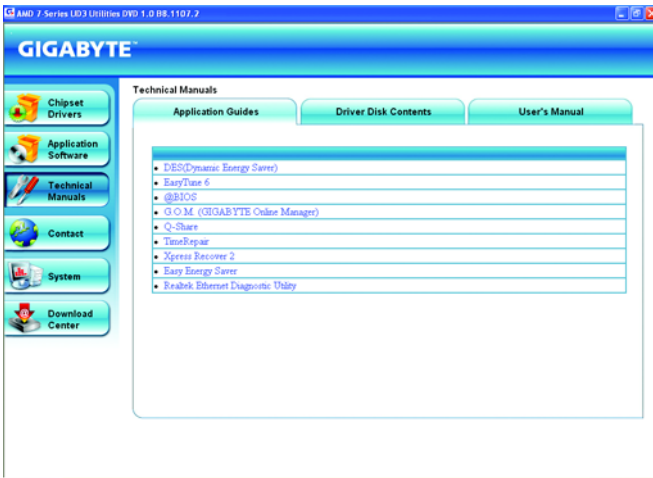 AMD 7-Series UD3 Utilities DVD 1.0 B8.1107.2
GIGABYTE™
Chipset
Drivers
Application
Software
Technical
Manuals
Contact
System
Download
Center
Technical Manuals
Application Guides
Driver Disk Contents
User's Manual
• DES(Dynamic Energy Saver)
• EasyTune 6
• @BIOS
• G.O.M. (GIGABYTE Online Manager)
• Q-Share
• TimeRepair
• Xpress Recover 2
• Easy Energy Saver
• Realtek Ethernet Diagnostic Utility